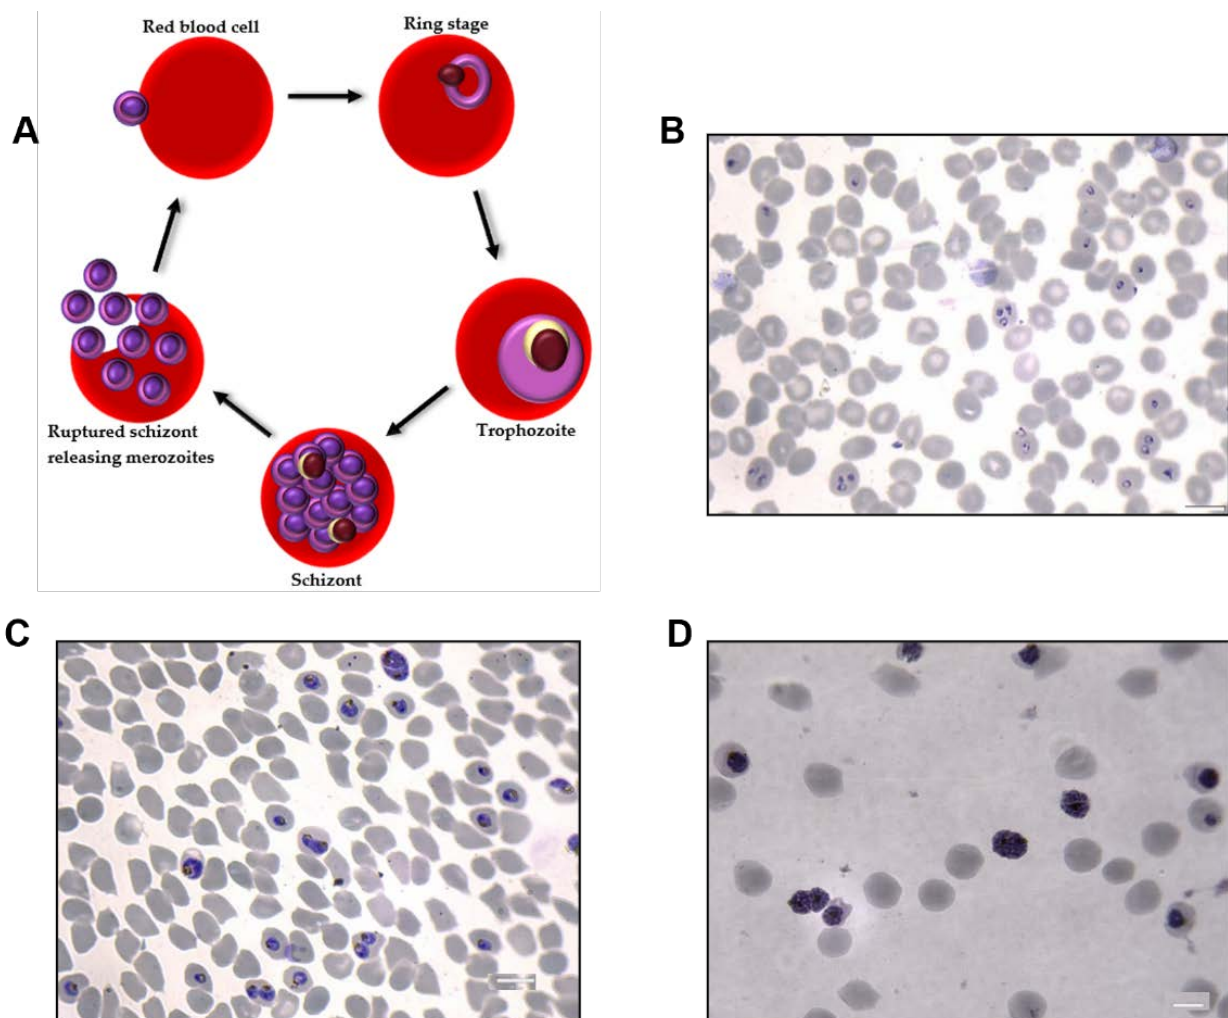 Red blood cell
Ring stage
A
B
Ruptured schizont
releasing merozoites
Trophozoite
Schizont
C
D